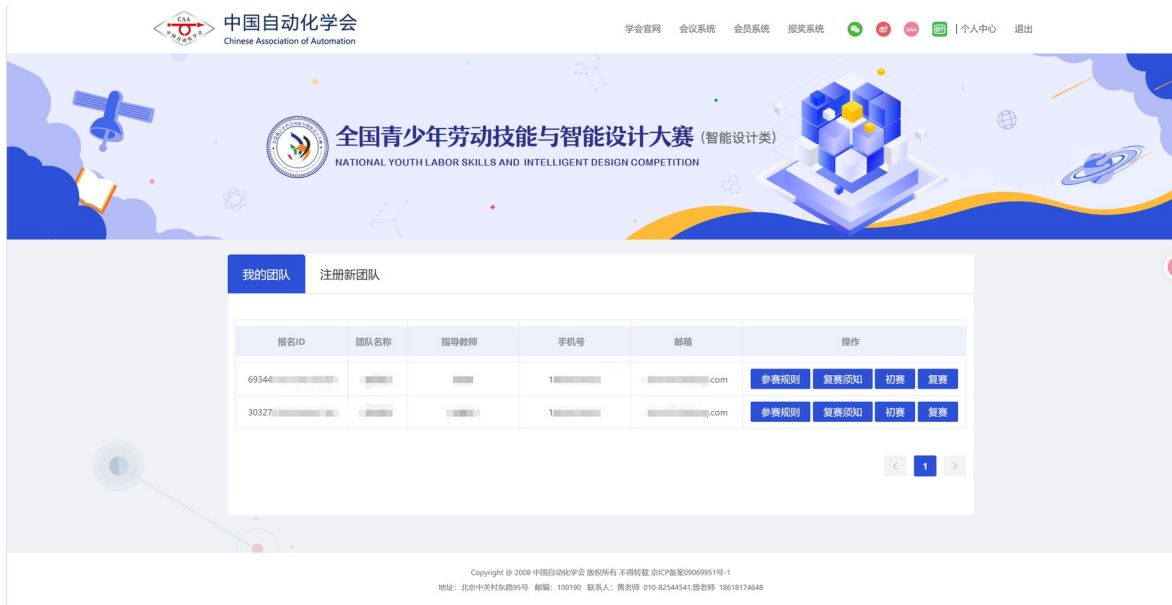 CAA
中国自动化学会
Chinese Association of Automation
学会官网 会议系统 会员系统 报奖系统 | 个人中心 退出
全国青少年劳动技能与智能设计大赛 (智能设计类)
NATIONAL YOUTH LABOR SKILLS AND INTELLIGENT DESIGN COMPETITION
我的团队 注册新团队
报名ID 团队名称 指导教师 手机号 邮箱 操作
69344 1 .com 参赛规则 复赛须知 初赛 复赛
30327 1 .com 参赛规则 复赛须知 初赛 复赛
< 1 >
Copyright @ 2008 中国自动化学会 版权所有 不得转载 京ICP备案09069951号-1
地址：北京中关村东路95号 邮编：100190 联系人：黄老师 010-82544541;曾老师 18618174648